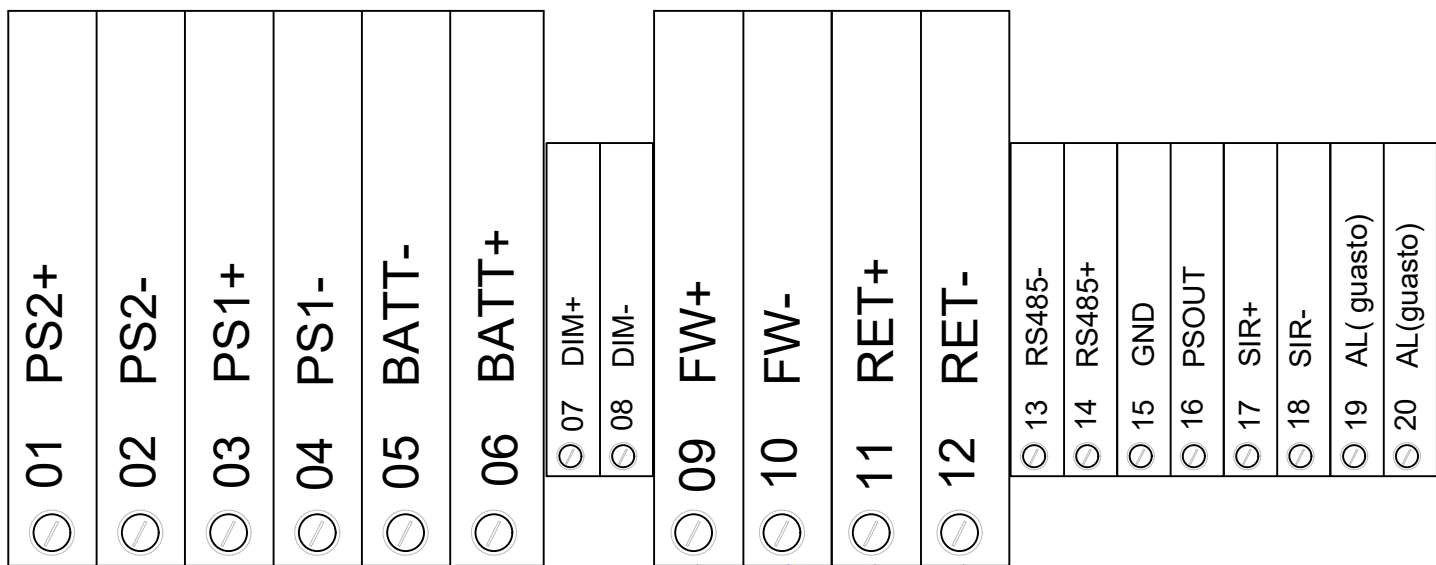 01 PS2+
02 PS2-
03 PS1+
04 PS1-
05 BATT-
06 BATT+
07 DIM+
08 DIM-
09 FW+
10 FW-
11 RET+
12 RET-
13 RS485-
14 RS485+
15 GND
16 PSOUT
17 SIR+
18 SIR-
19 AL( guasto)
20 AL(guasto)